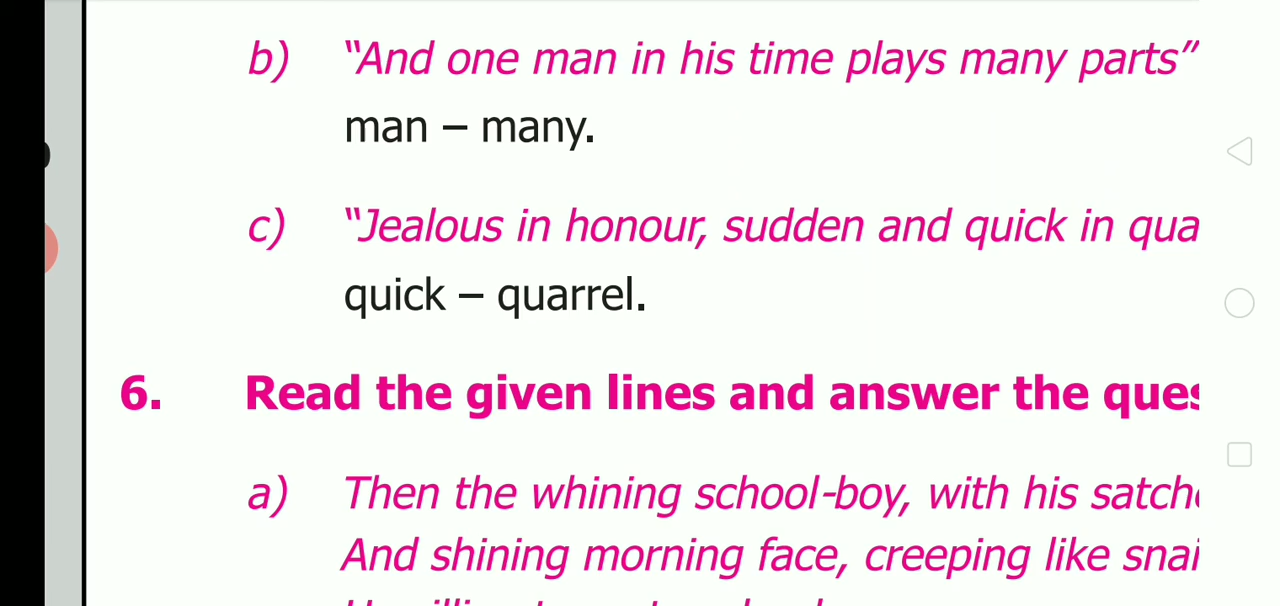 b) “And one man in his time plays many parts”
man – many.
c) “Jealous in honour, sudden and quick in qua
quick – quarrel.
6. Read the given lines and answer the ques
a) Then the whining school-boy, with his satche
And shining morning face, creeping like snai